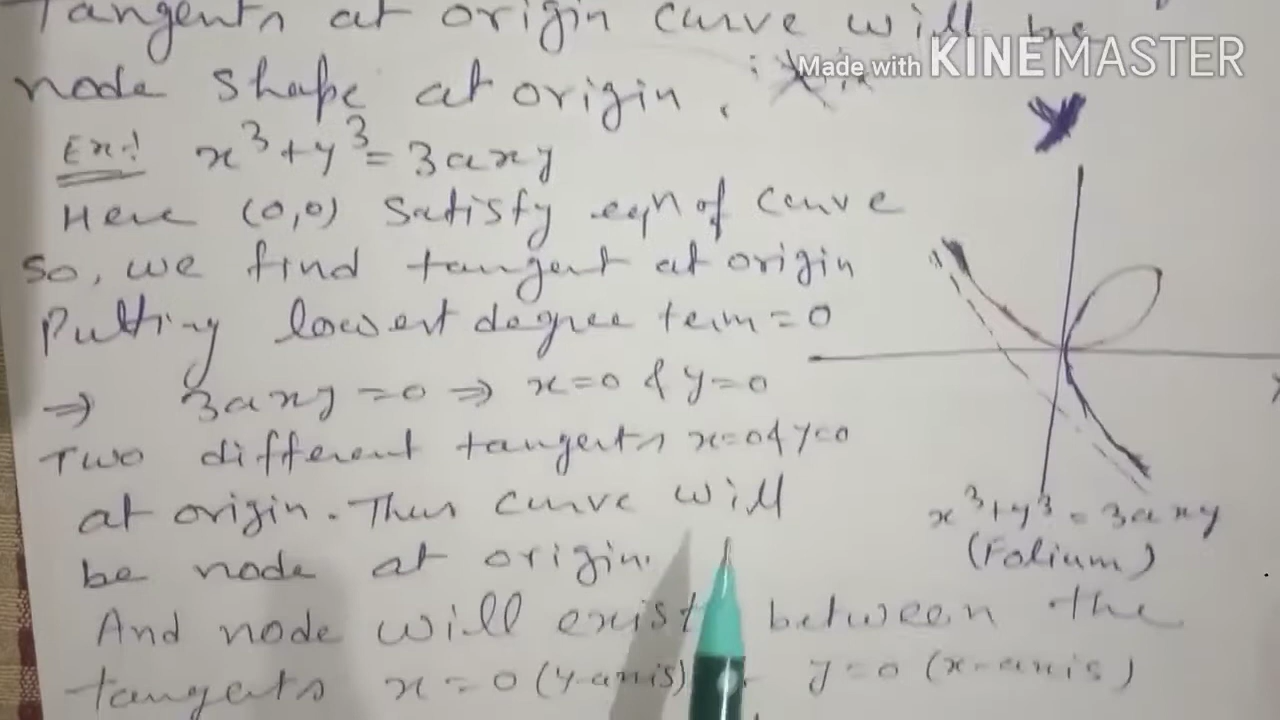 Tangents at origin curve will be
Made with KINEMASTER
node shape at origin.
Y
Ex:! x³+y³=3axy
Here (0,0) satisfy eqn of curve
So, we find tangent at origin
Putting lowest degree term=0
⇒ 3axy=0 ⇒ x=0 & y=0
X
Two different tangents x=0 & y=0
at origin. Thus curve will
x³+y³=3axy
(Folium)
be node at origin.
And node will exist between the
tangents x=0 (Y-axis) y=0 (x-axis)